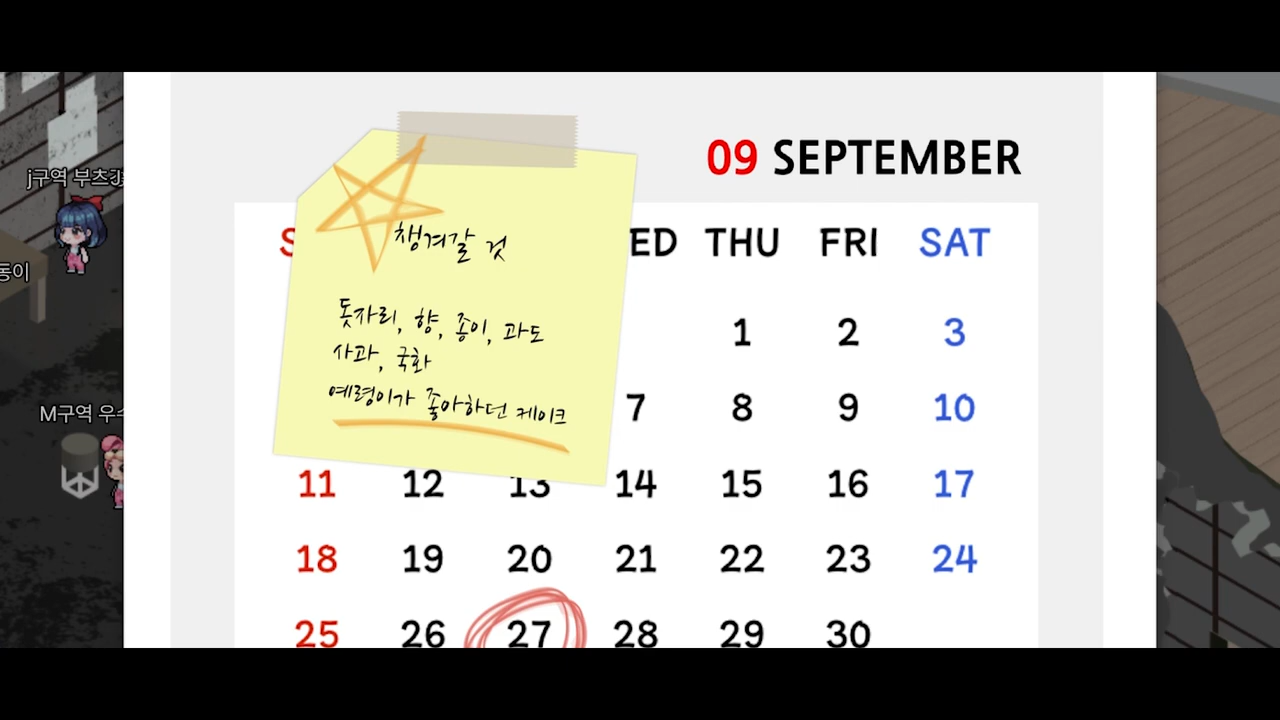 j구역 부츠
동이
M구역 우
09 SEPTEMBER
챙겨갈 것
돗자리, 향, 종이, 과도
사과, 국화
예령이가 좋아하던 케이크
S ED THU FRI SAT
1 2 3
7 8 9 10
11 12 13 14 15 16 17
18 19 20 21 22 23 24
25 26 27 28 29 30